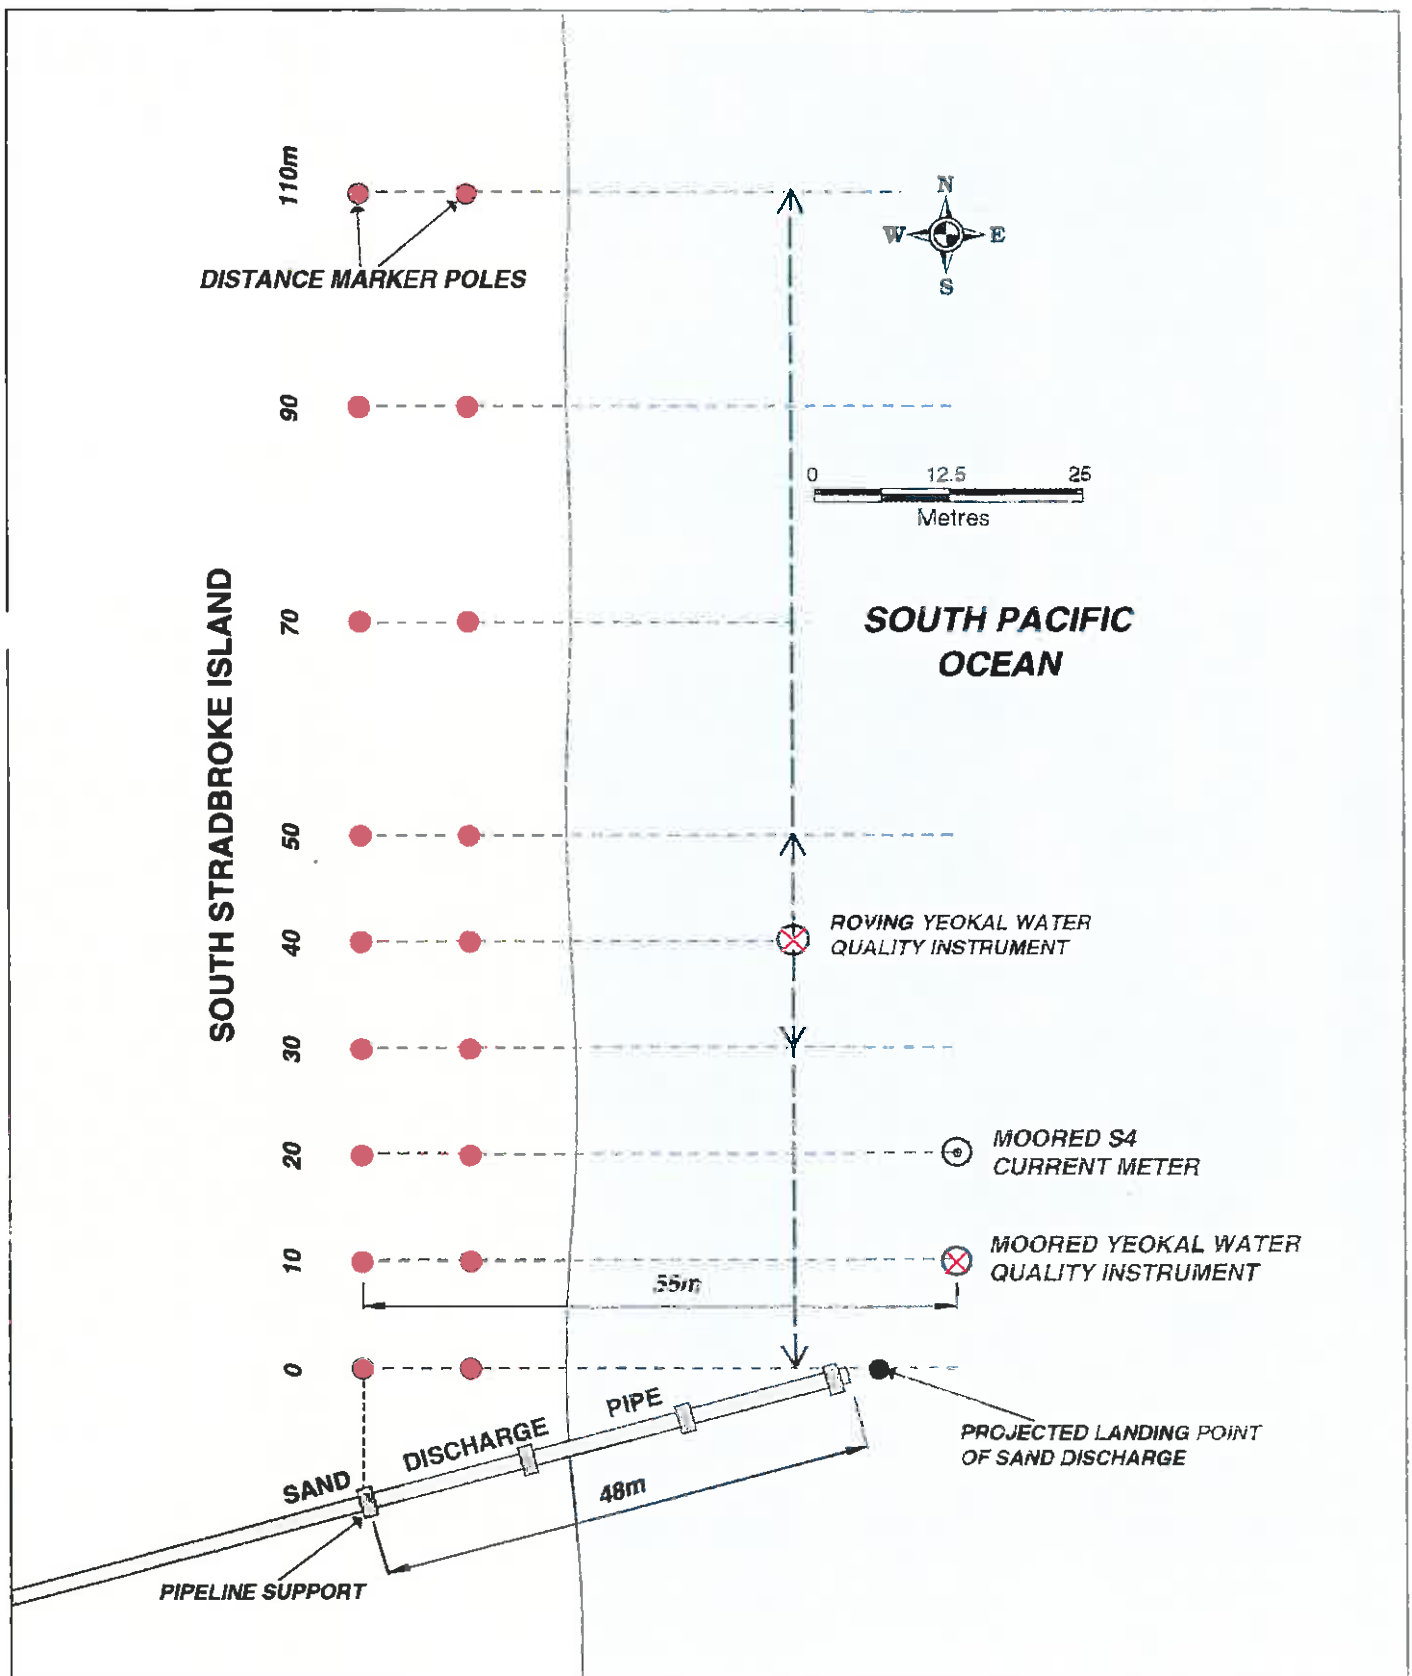 110m
N
W E
S
DISTANCE MARKER POLES
90
0 12.5 25
Metres
SOUTH STRADBROKE ISLAND
70
SOUTH PACIFIC
OCEAN
50
40
ROVING YEOKAL WATER
QUALITY INSTRUMENT
30
20
MOORED S4
CURRENT METER
10
MOORED YEOKAL WATER
QUALITY INSTRUMENT
55m
0
SAND DISCHARGE PIPE
PROJECTED LANDING POINT
OF SAND DISCHARGE
48m
PIPELINE SUPPORT